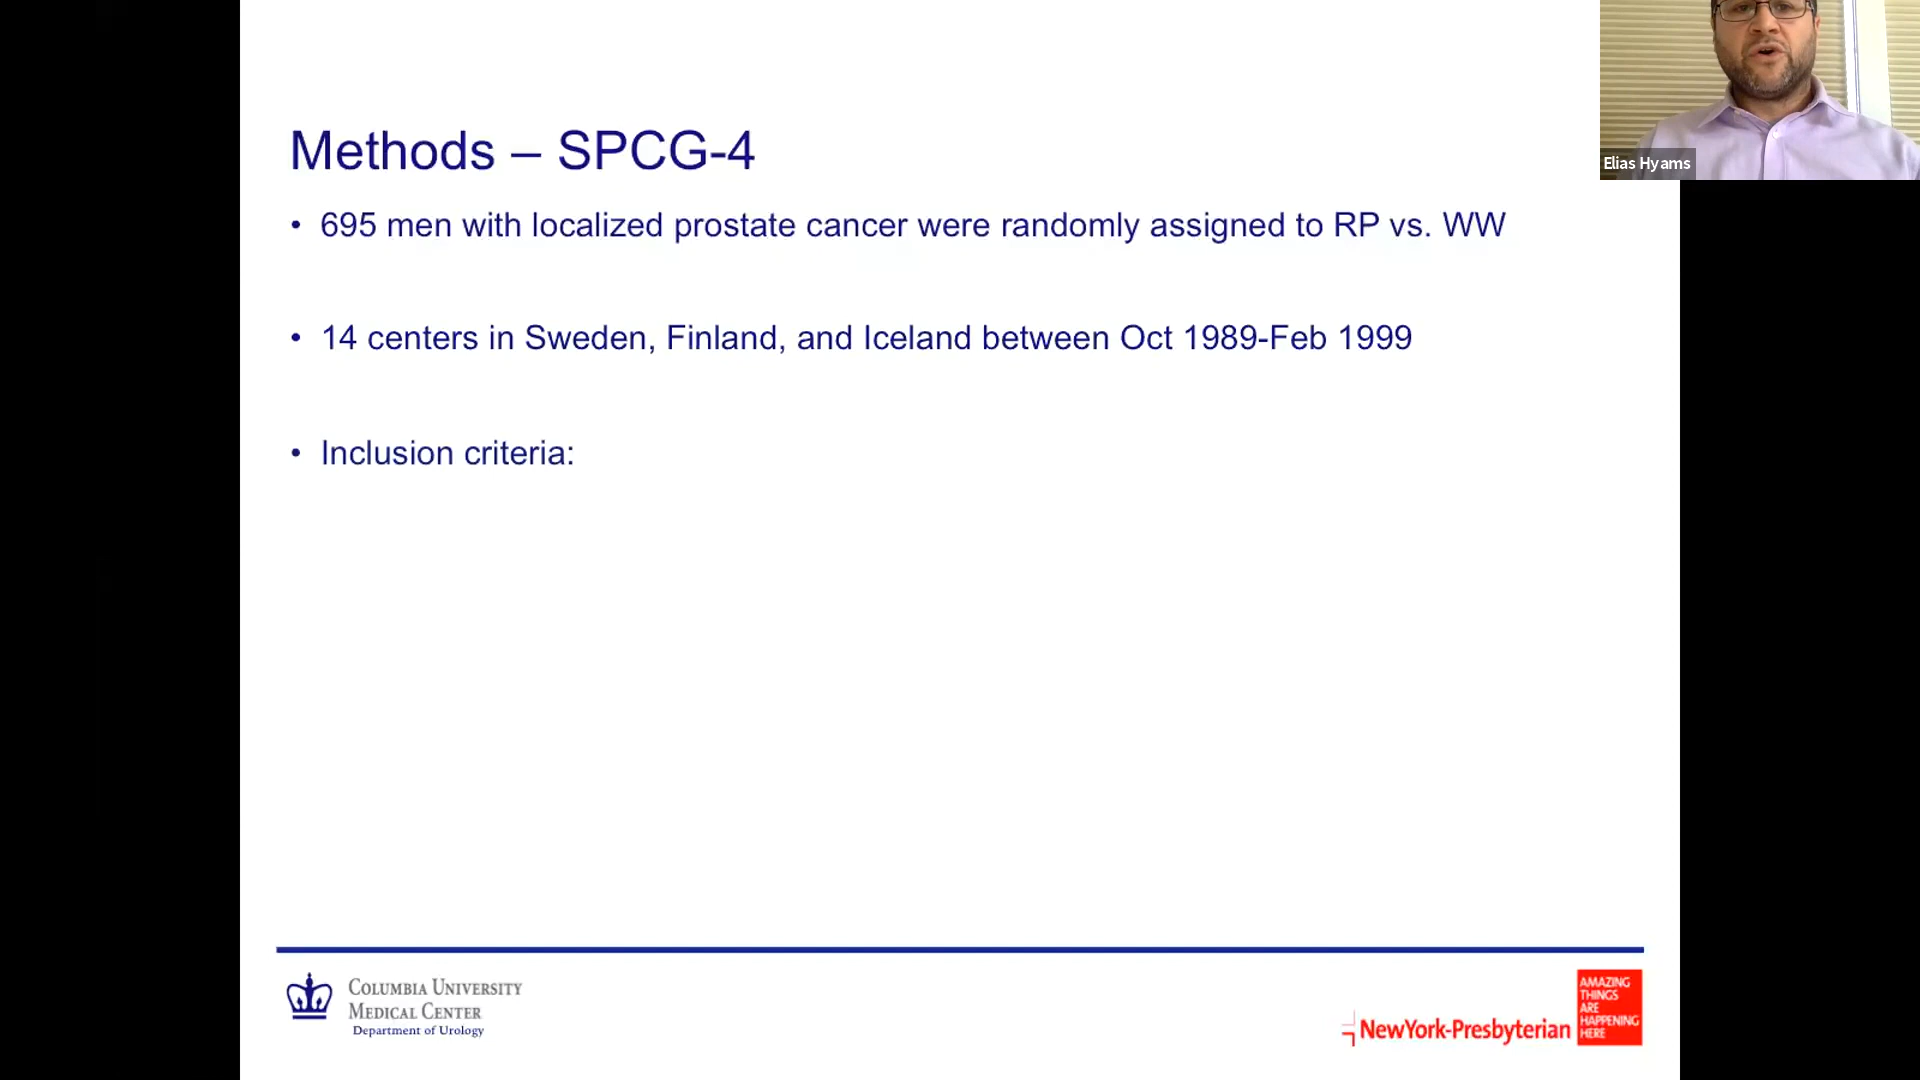 Elias Hyams
Methods – SPCG-4
• 695 men with localized prostate cancer were randomly assigned to RP vs. WW
• 14 centers in Sweden, Finland, and Iceland between Oct 1989-Feb 1999
• Inclusion criteria:
COLUMBIA UNIVERSITY
MEDICAL CENTER
Department of Urology
NewYork-Presbyterian
AMAZING
THINGS
ARE
HAPPENING
HERE